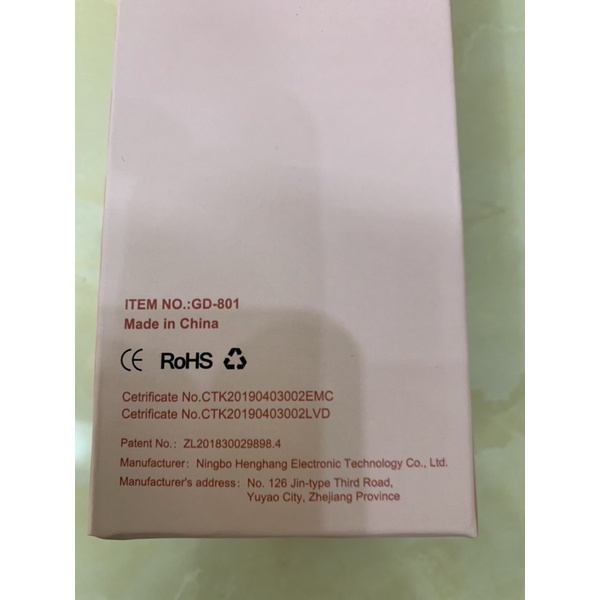 ITEM NO.:GD-801
Made in China
CE RoHS
Cetrificate No.CTK20190403002EMC
Cetrificate No.CTK20190403002LVD
Patent No.: ZL201830029898.4
Manufacturer: Ningbo Henghang Electronic Technology Co., Ltd.
Manufacturer's address: No. 126 Jin-type Third Road,
Yuyao City, Zhejiang Province